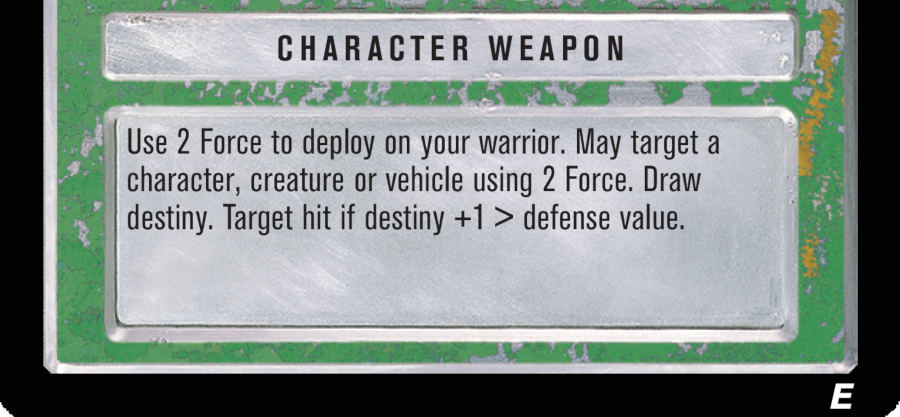 CHARACTER WEAPON
Use 2 Force to deploy on your warrior. May target a
character, creature or vehicle using 2 Force. Draw
destiny. Target hit if destiny +1 > defense value.
E